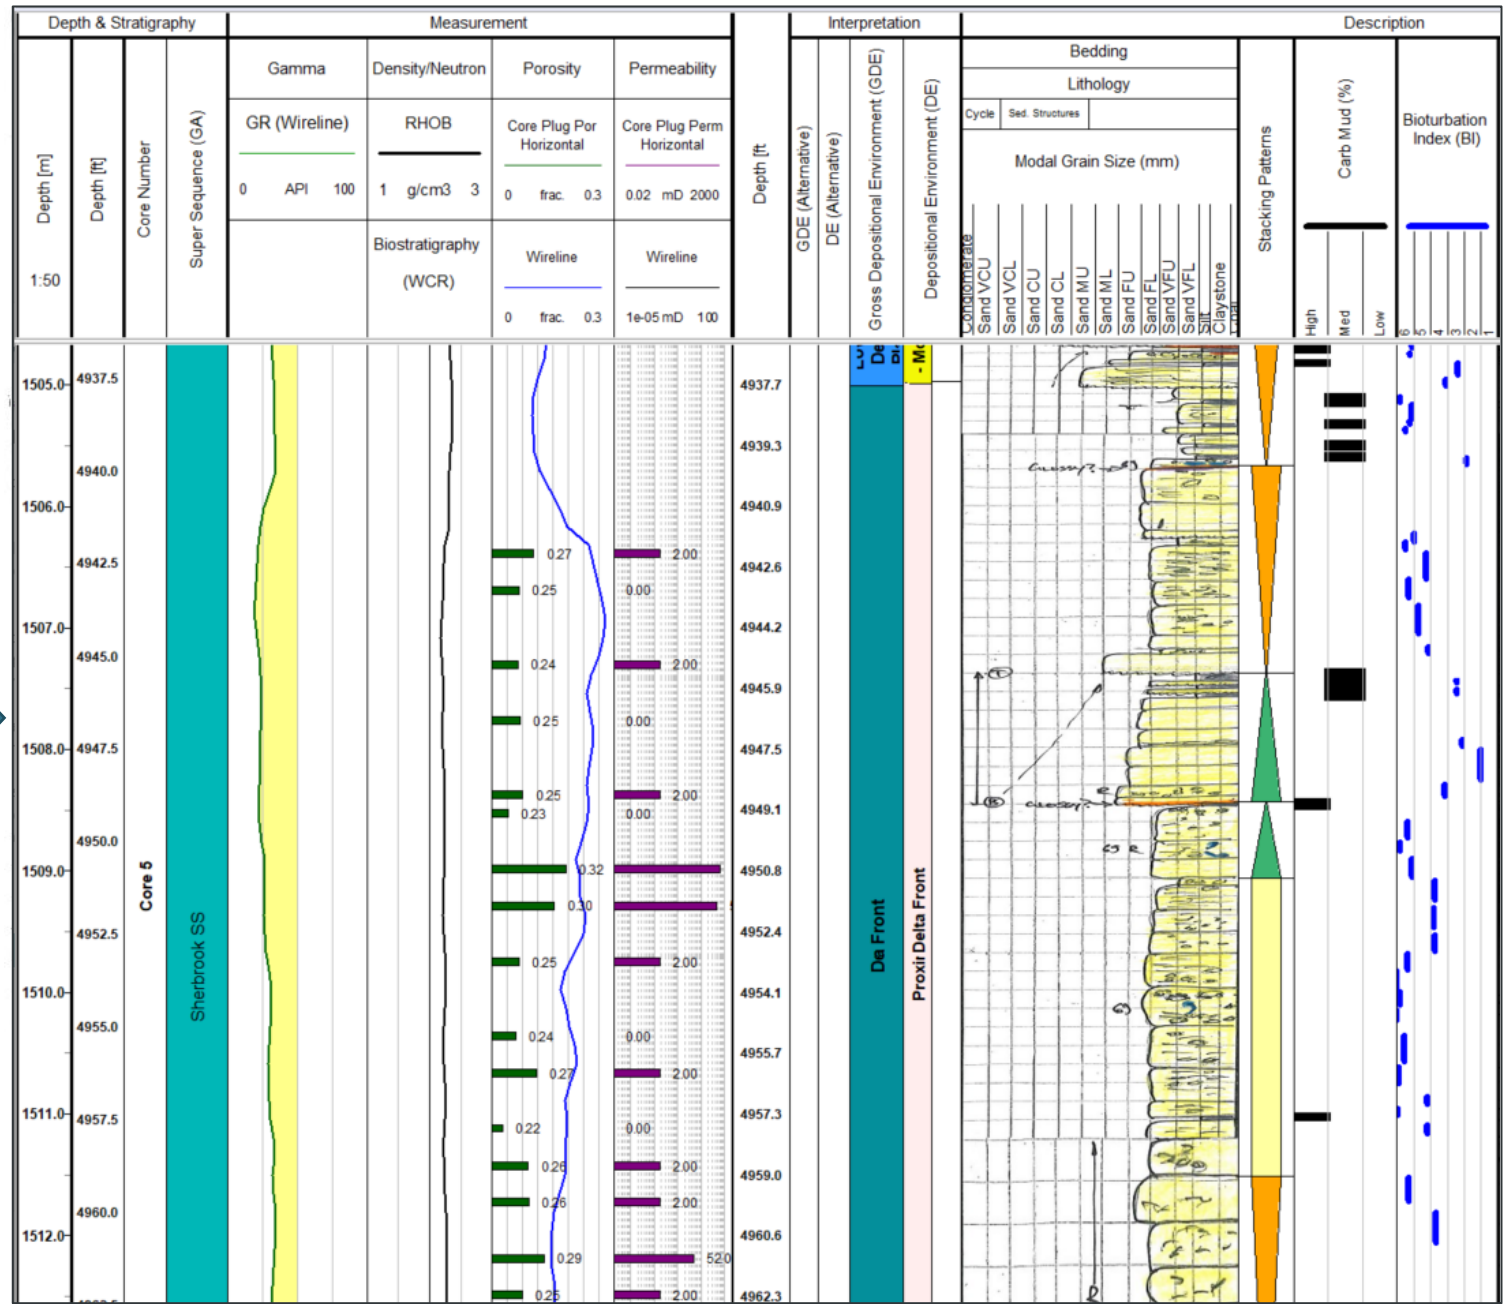 Depth & Stratigraphy
Measurement
Interpretation
Description
Depth [m]
1:50
Depth [ft]
Core Number
Super Sequence (GA)
Gamma
GR (Wireline)
0 API 100
Density/Neutron
RHOB
1 g/cm3 3
Biostratigraphy
(WCR)
Porosity
Core Plug Por
Horizontal
0 frac. 0.3
Wireline
0 frac. 0.3
Permeability
Core Plug Perm
Horizontal
0.02 mD 2000
Wireline
1e-05 mD 100
Depth [ft
GDE (Alternative)
DE (Alternative)
Gross Depositional Environment (GDE)
Depositional Environment (DE)
Bedding
Lithology
Cycle
Sed. Structures
Modal Grain Size (mm)
Conglomerate
Sand VCU
Sand VCL
Sand CU
Sand CL
Sand MU
Sand ML
Sand FU
Sand FL
Sand VFU
Sand VFL
Silt
Claystone
Stacking Patterns
Carb Mud (%)
High
Med
Low
Bioturbation
Index (BI)
6
5
4
3
2
1
1505.0
1506.0
1507.0
1508.0
1509.0
1510.0
1511.0
1512.0
4937.5
4940.0
4942.5
4945.0
4947.5
4950.0
4952.5
4955.0
4957.5
4960.0
Core 5
Sherbrook SS
0.27
0.25
0.24
0.25
0.25
0.23
0.32
0.30
0.25
0.24
0.27
0.22
0.26
0.26
0.29
0.25
2.00
0.00
2.00
0.00
2.00
0.00
2.00
0.00
2.00
0.00
2.00
2.00
52.0
2.00
4937.7
4939.3
4940.9
4942.6
4944.2
4945.9
4947.5
4949.1
4950.8
4952.4
4954.1
4955.7
4957.3
4959.0
4960.6
4962.3
De
- Mo
Del Front
Proxir Delta Front
R